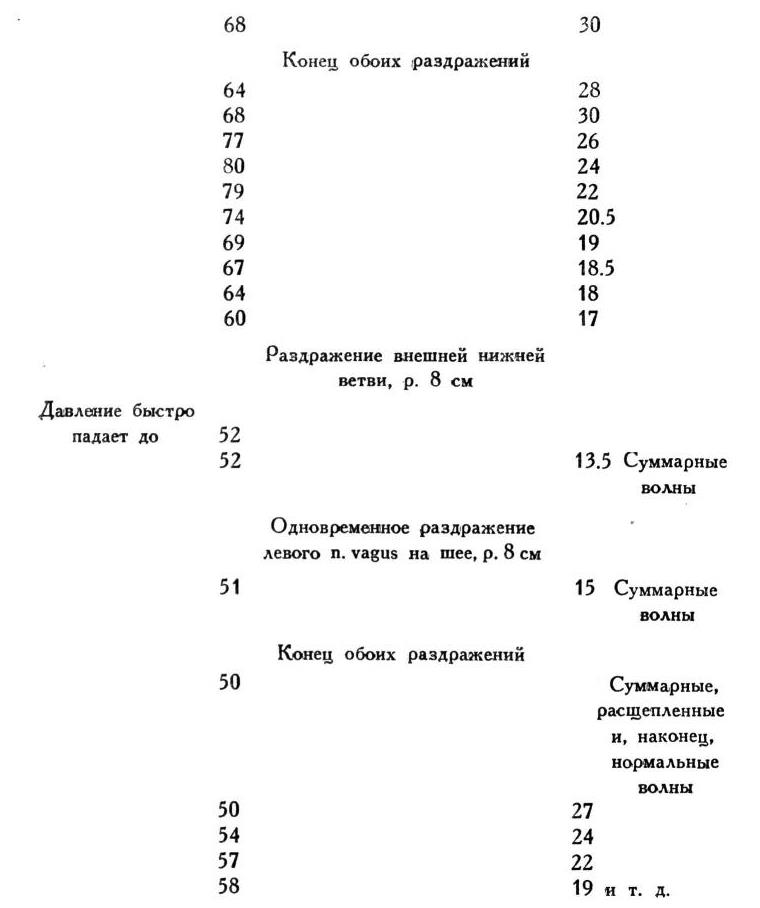 68 30
Конец обоих раздражений
64 28
68 30
77 26
80 24
79 22
74 20.5
69 19
67 18.5
64 18
60 17
Раздражение внешней нижней
ветви, р. 8 см
Давление быстро
падает до 52
52 13.5 Суммарные
волны
Одновременное раздражение
левого n. vagus на шее, р. 8 см
51 15 Суммарные
волны
Конец обоих раздражений
50 Суммарные,
расщепленные
и, наконец,
нормальные
волны
50 27
54 24
57 22
58 19 и т. д.